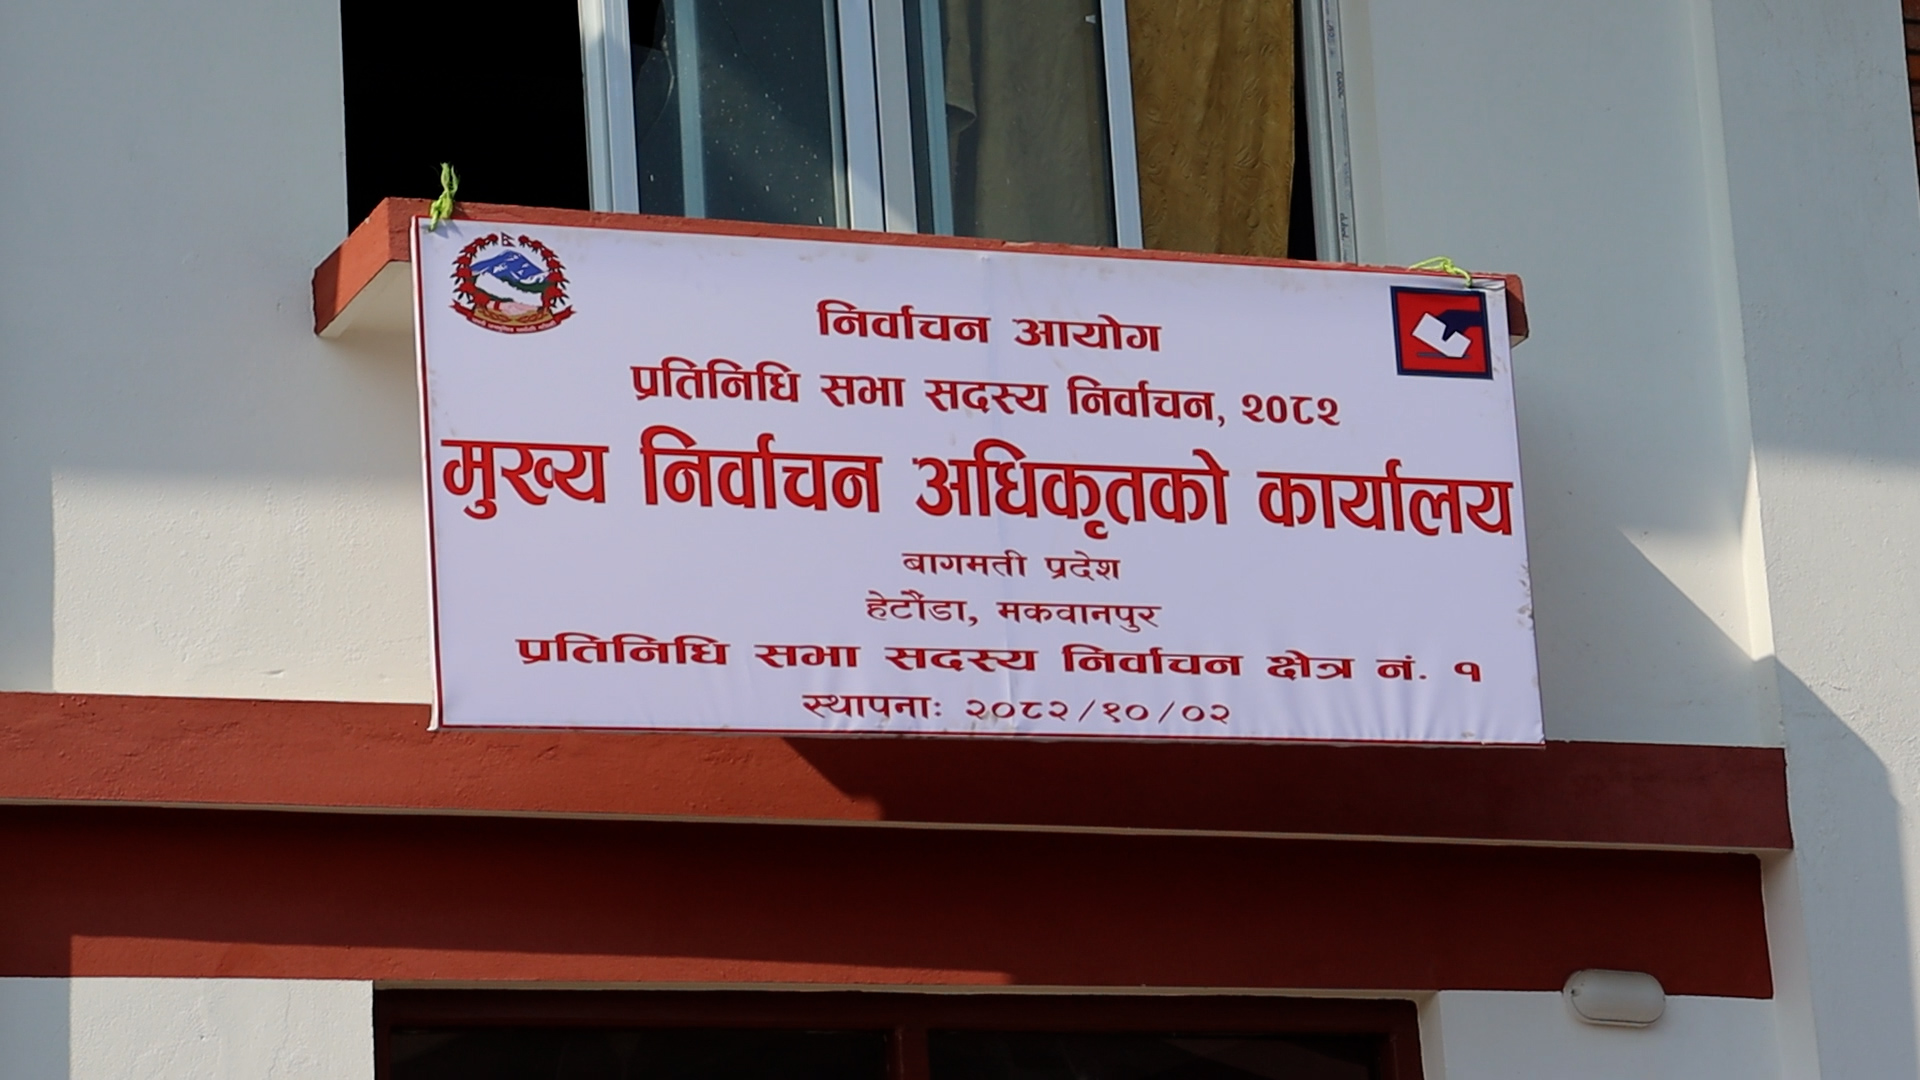 निर्वाचन आयोग
प्रतिनिधि सभा सदस्य निर्वाचन, २०८२
मुख्य निर्वाचन अधिकृतको कार्यालय
बागमती प्रदेश
हेटौंडा, मकवानपुर
प्रतिनिधि सभा सदस्य निर्वाचन क्षेत्र नं. १
स्थापनाः २०८२/१०/०२